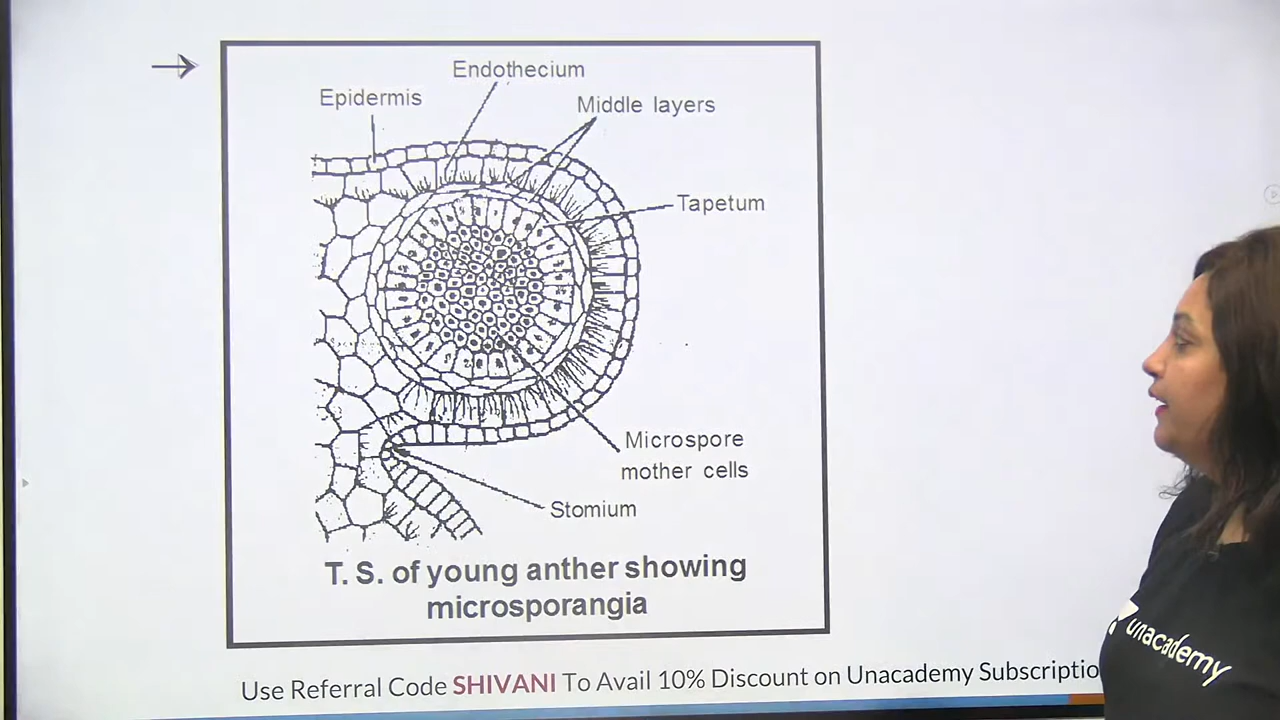 Endothecium
Epidermis
Middle layers
Tapetum
Microspore
mother cells
Stomium
T. S. of young anther showing
microsporangia
Use Referral Code SHIVANI To Avail 10% Discount on Unacademy Subscriptio
unacademy